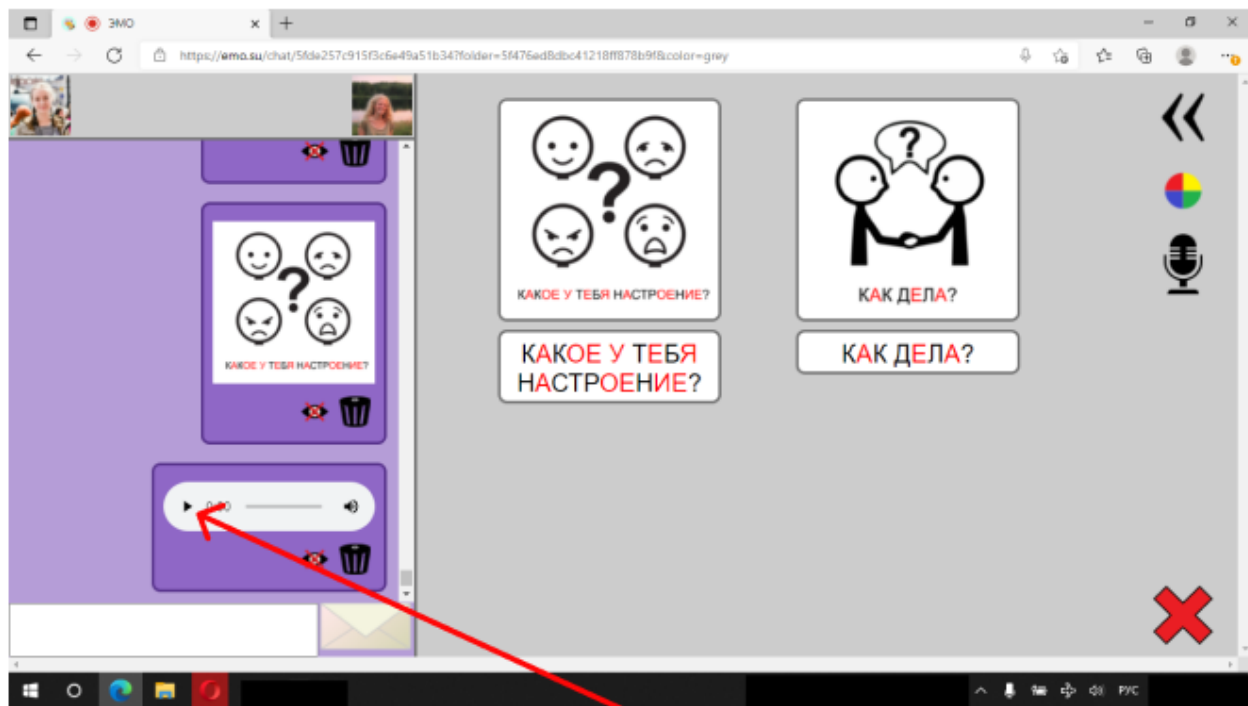 ЭМО
https://emo.su/chat/5fde257c915f3c6e49a51b34?folder=5f476ed8dbc41218ff878b9f&color=grey
КАКОЕ У ТЕБЯ НАСТРОЕНИЕ?
КАКОЕ У ТЕБЯ НАСТРОЕНИЕ?
КАКОЕ У ТЕБЯ
НАСТРОЕНИЕ?
КАК ДЕЛА?
КАК ДЕЛА?
РУС